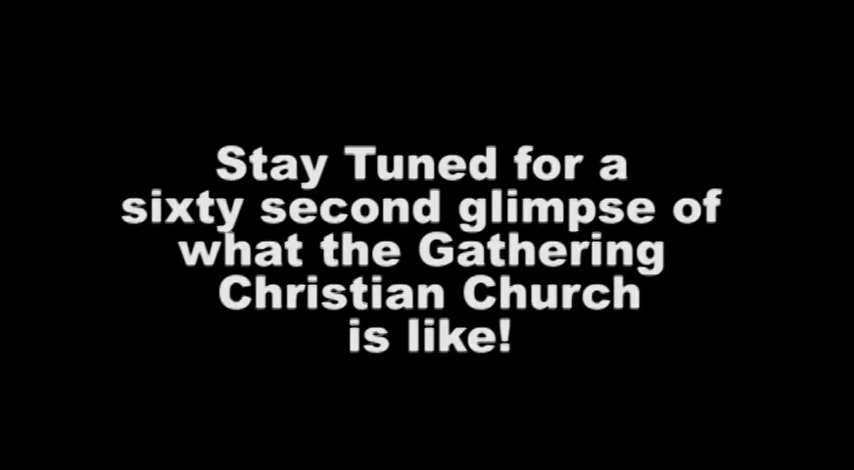 Stay Tuned for a
sixty second glimpse of
what the Gathering
Christian Church
is like!